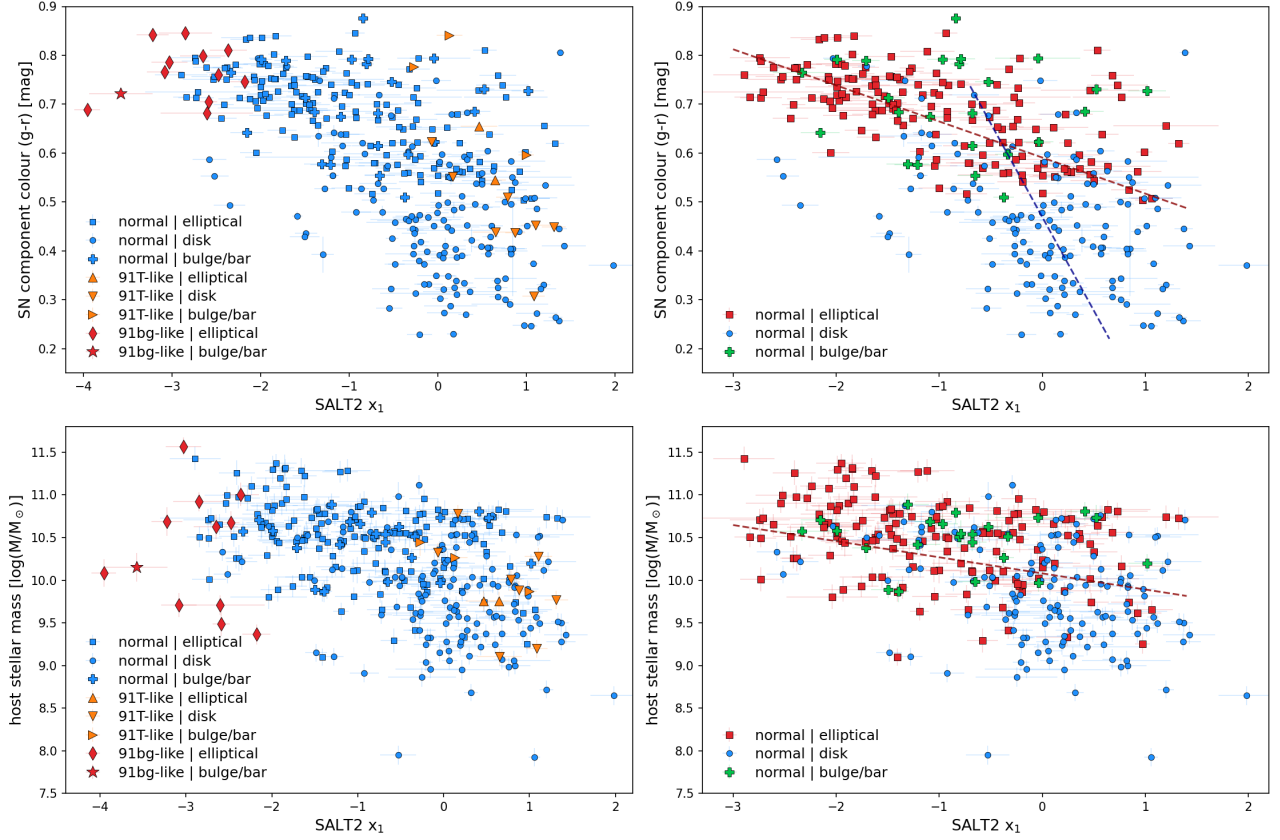 0.9
0.8
0.7
0.6
0.5
0.4
0.3
0.2
SN component colour (g-r) [mag]
normal | elliptical
normal | disk
normal | bulge/bar
91T-like | elliptical
91T-like | disk
91T-like | bulge/bar
91bg-like | elliptical
91bg-like | bulge/bar
−4 −3 −2 −1 0 1 2
SALT2 x₁
0.9
0.8
0.7
0.6
0.5
0.4
0.3
0.2
SN component colour (g-r) [mag]
normal | elliptical
normal | disk
normal | bulge/bar
−3 −2 −1 0 1 2
SALT2 x₁
11.5
11.0
10.5
10.0
9.5
9.0
8.5
8.0
7.5
host stellar mass [log(M/M☉)]
normal | elliptical
normal | disk
normal | bulge/bar
91T-like | elliptical
91T-like | disk
91T-like | bulge/bar
91bg-like | elliptical
91bg-like | bulge/bar
−4 −3 −2 −1 0 1 2
SALT2 x₁
11.5
11.0
10.5
10.0
9.5
9.0
8.5
8.0
7.5
host stellar mass [log(M/M☉)]
normal | elliptical
normal | disk
normal | bulge/bar
−3 −2 −1 0 1 2
SALT2 x₁